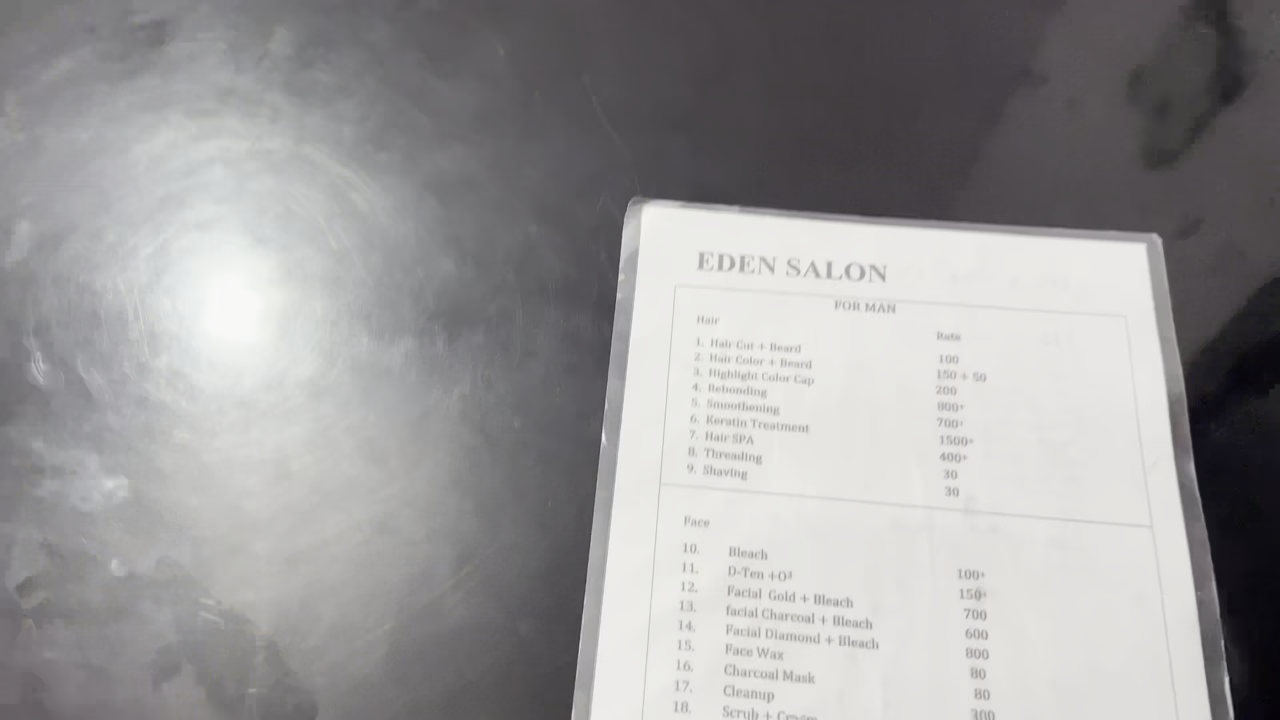 EDEN SALON
FOR MAN
Hair Rate
1. Hair Cut + Beard 100
2. Hair Color + Beard 150 + 50
3. Highlight Color Cap 200
4. Rebonding 800+
5. Smoothening 700+
6. Keratin Treatment 1500+
7. Hair SPA 400+
8. Threading 30
9. Shaving 30
Face
10. Bleach 100+
11. D-Ten +O³ 150+
12. Facial Gold + Bleach 700
13. facial Charcoal + Bleach 600
14. Facial Diamond + Bleach 800
15. Face Wax 80
16. Charcoal Mask 80
17. Cleanup 300
18. Scrub + Cream